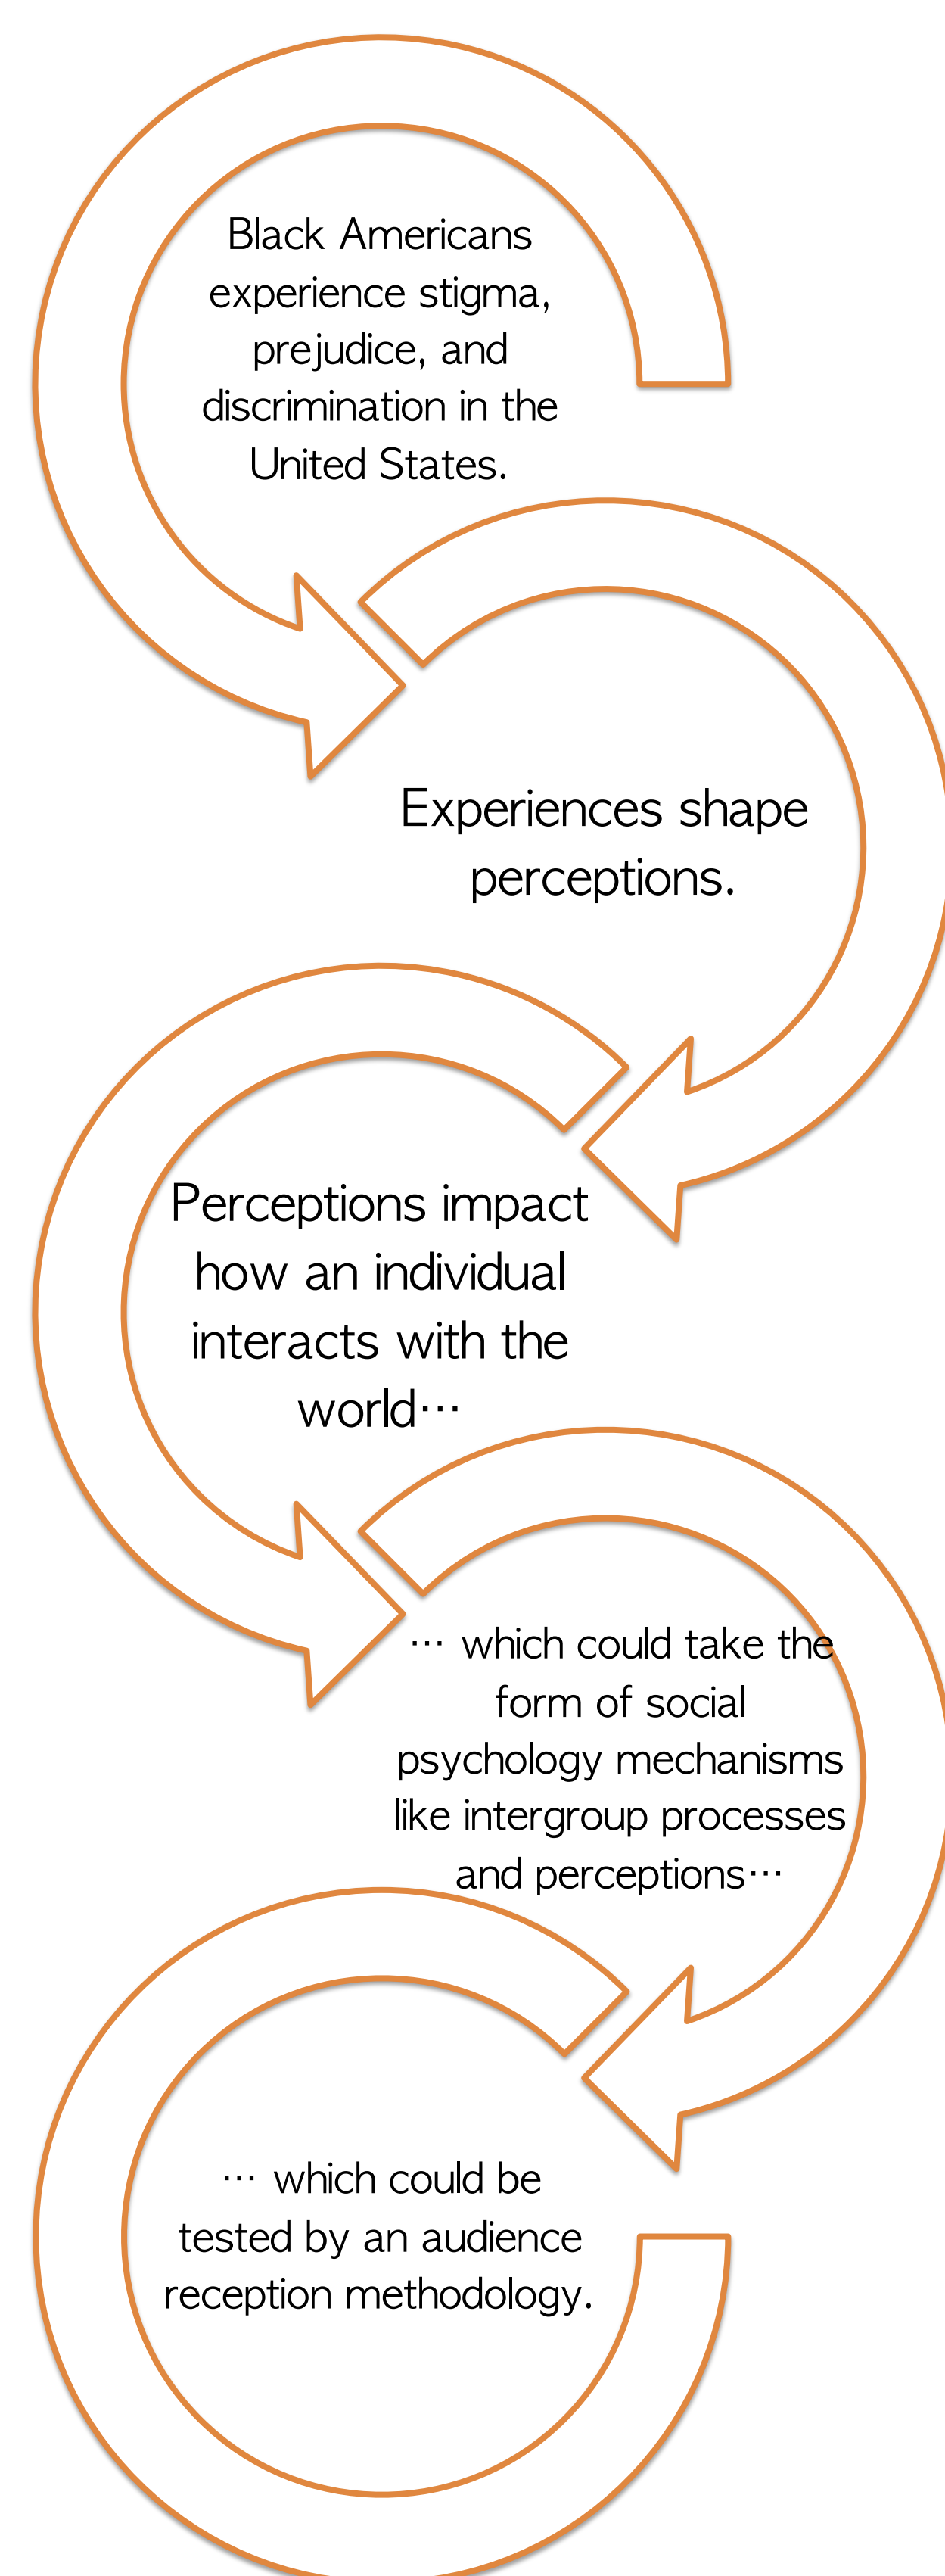 Black Americans
experience stigma,
prejudice, and
discrimination in the
United States.
Experiences shape
perceptions.
Perceptions impact
how an individual
interacts with the
world…
… which could take the
form of social
psychology mechanisms
like intergroup processes
and perceptions…
… which could be
tested by an audience
reception methodology.